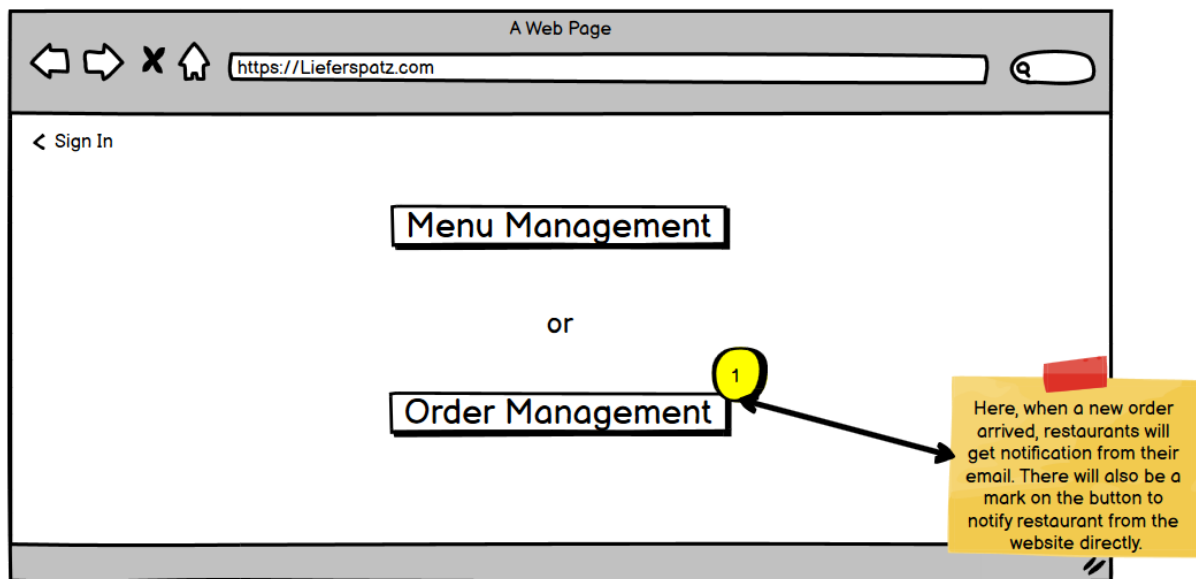 A Web Page
https://Lieferspatz.com
Sign In
Menu Management
or
1
Order Management
Here, when a new order
arrived, restaurants will
get notification from their
email. There will also be a
mark on the button to
notify restaurant from the
website directly.